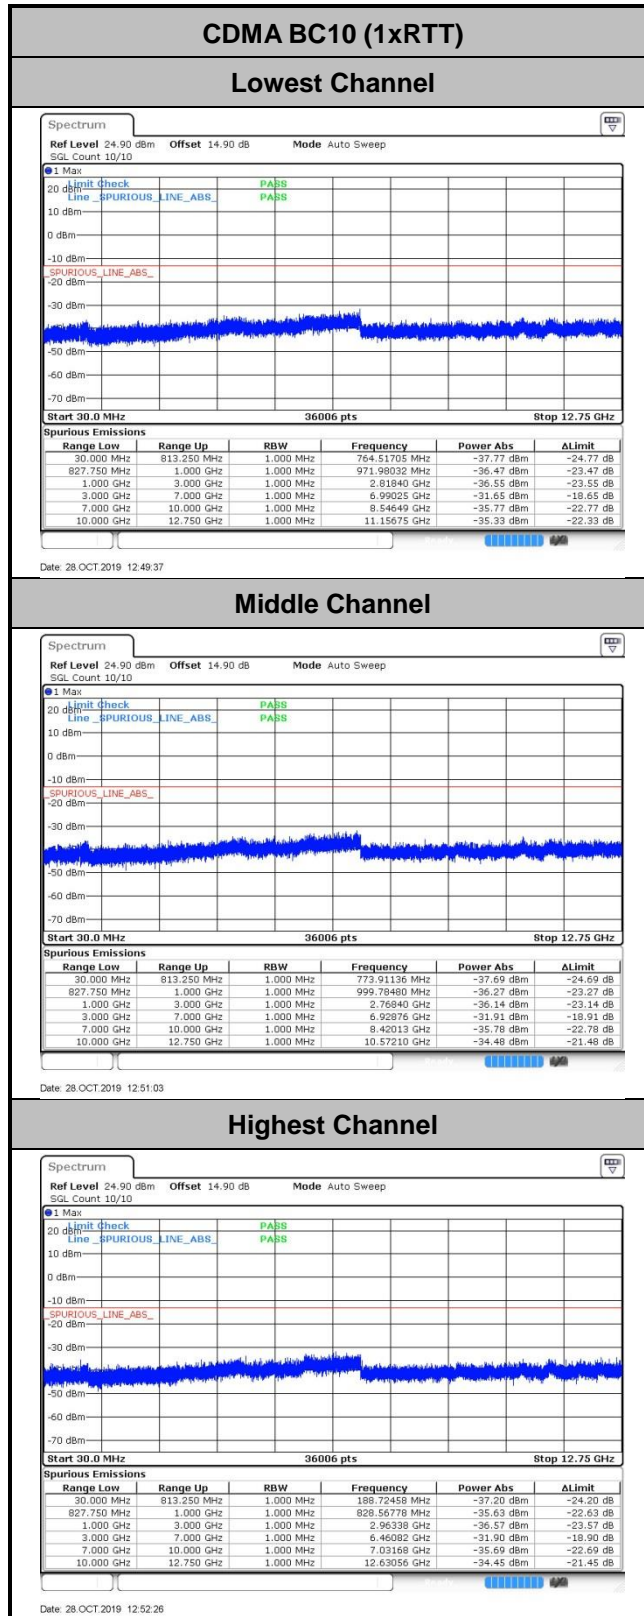 CDMA BC10 (1xRTT)
Lowest Channel
Spectrum
Ref Level 24.90 dBm Offset 14.90 dB Mode Auto Sweep
SGL Count 10/10
1 Max
Limit Check PASS
20 dBm
Line _SPURIOUS_LINE_ABS_ PASS
10 dBm
0 dBm
-10 dBm
_SPURIOUS_LINE_ABS_
-20 dBm
-30 dBm
-50 dBm
-60 dBm
-70 dBm
Start 30.0 MHz 36006 pts Stop 12.75 GHz
Spurious Emissions
Range Low Range Up RBW Frequency Power Abs ΔLimit
30.000 MHz 813.250 MHz 1.000 MHz 764.51705 MHz -37.77 dBm -24.77 dB
827.750 MHz 1.000 GHz 1.000 MHz 971.98032 MHz -36.47 dBm -23.47 dB
1.000 GHz 3.000 GHz 1.000 MHz 2.81840 GHz -36.55 dBm -23.55 dB
3.000 GHz 7.000 GHz 1.000 MHz 6.99025 GHz -31.65 dBm -18.65 dB
7.000 GHz 10.000 GHz 1.000 MHz 8.54649 GHz -35.77 dBm -22.77 dB
10.000 GHz 12.750 GHz 1.000 MHz 11.15675 GHz -35.33 dBm -22.33 dB
Ready
Date: 28.OCT.2019 12:49:37
Middle Channel
Spectrum
Ref Level 24.90 dBm Offset 14.90 dB Mode Auto Sweep
SGL Count 10/10
1 Max
Limit Check PASS
20 dBm
Line _SPURIOUS_LINE_ABS_ PASS
10 dBm
0 dBm
-10 dBm
_SPURIOUS_LINE_ABS_
-20 dBm
-30 dBm
-50 dBm
-60 dBm
-70 dBm
Start 30.0 MHz 36006 pts Stop 12.75 GHz
Spurious Emissions
Range Low Range Up RBW Frequency Power Abs ΔLimit
30.000 MHz 813.250 MHz 1.000 MHz 773.91136 MHz -37.69 dBm -24.69 dB
827.750 MHz 1.000 GHz 1.000 MHz 999.78480 MHz -36.27 dBm -23.27 dB
1.000 GHz 3.000 GHz 1.000 MHz 2.76840 GHz -36.14 dBm -23.14 dB
3.000 GHz 7.000 GHz 1.000 MHz 6.92876 GHz -31.91 dBm -18.91 dB
7.000 GHz 10.000 GHz 1.000 MHz 8.42013 GHz -35.78 dBm -22.78 dB
10.000 GHz 12.750 GHz 1.000 MHz 10.57210 GHz -34.48 dBm -21.48 dB
Date: 28.OCT.2019 12:51:03
Highest Channel
Spectrum
Ref Level 24.90 dBm Offset 14.90 dB Mode Auto Sweep
SGL Count 10/10
1 Max
Limit Check PASS
20 dBm
Line _SPURIOUS_LINE_ABS_ PASS
10 dBm
0 dBm
-10 dBm
_SPURIOUS_LINE_ABS_
-20 dBm
-30 dBm
-50 dBm
-60 dBm
-70 dBm
Start 30.0 MHz 36006 pts Stop 12.75 GHz
Spurious Emissions
Range Low Range Up RBW Frequency Power Abs ΔLimit
30.000 MHz 813.250 MHz 1.000 MHz 188.72458 MHz -37.20 dBm -24.20 dB
827.750 MHz 1.000 GHz 1.000 MHz 828.56778 MHz -35.63 dBm -22.63 dB
1.000 GHz 3.000 GHz 1.000 MHz 2.96338 GHz -36.57 dBm -23.57 dB
3.000 GHz 7.000 GHz 1.000 MHz 6.46082 GHz -31.90 dBm -18.90 dB
7.000 GHz 10.000 GHz 1.000 MHz 7.03168 GHz -35.69 dBm -22.69 dB
10.000 GHz 12.750 GHz 1.000 MHz 12.63056 GHz -34.45 dBm -21.45 dB
Date: 28.OCT.2019 12:52:26